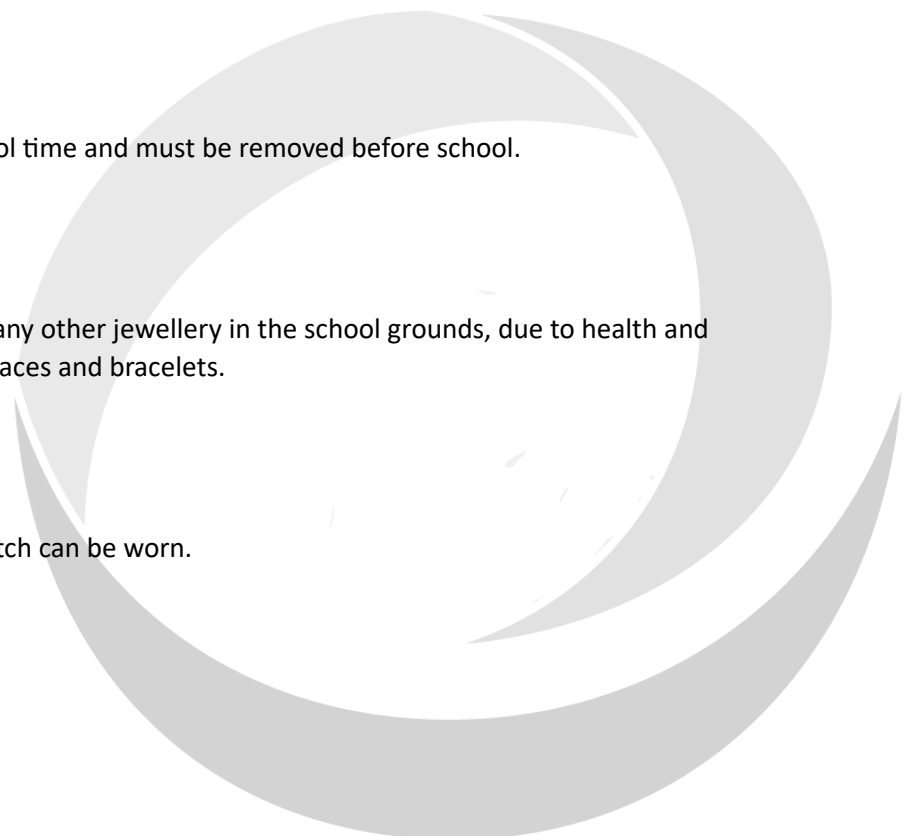 ol time and must be removed before school.
any other jewellery in the school grounds, due to health and
aces and bracelets.
tch can be worn.